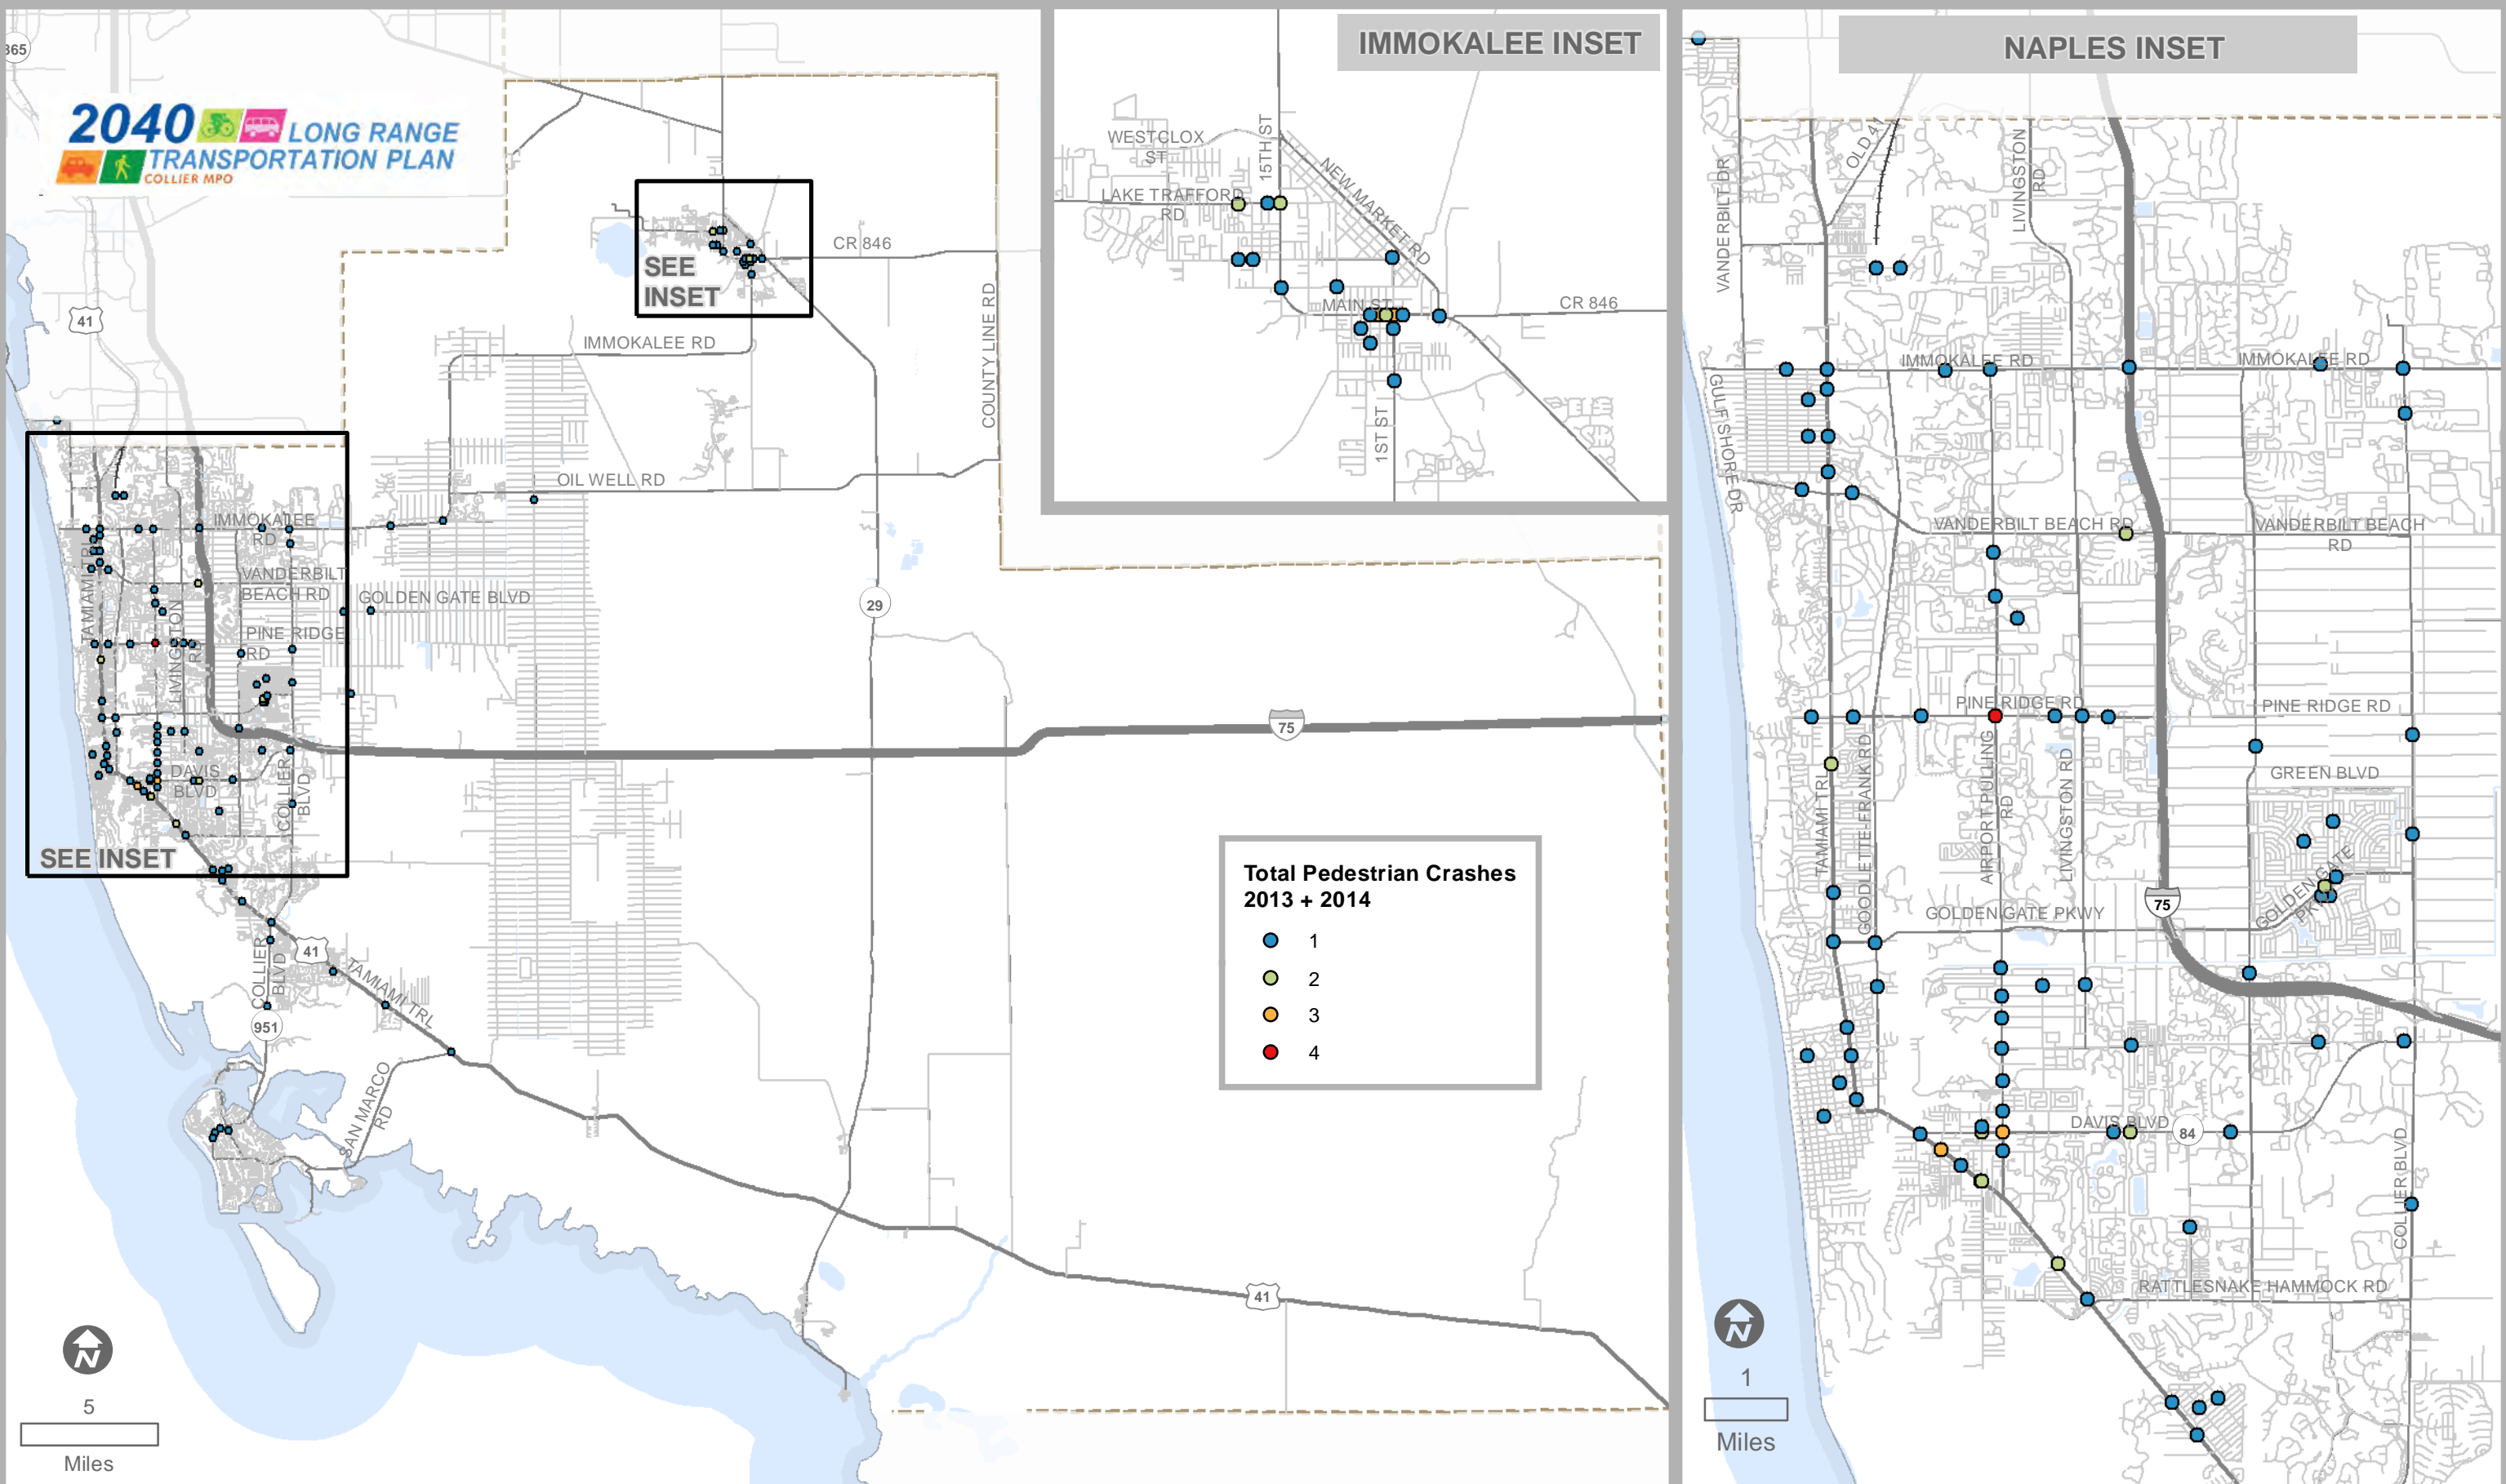 865
2040 LONG RANGE
TRANSPORTATION PLAN
COLLIER MPO
41
SEE
INSET
CR 846
COUNTY LINE RD
IMMOKALEE RD
OIL WELL RD
IMMOKALEE
RD
TAMIAMI TRL
VANDERBILT
BEACH RD
GOLDEN GATE BLVD
29
LIVINGSTON
RD
PINE RIDGE
RD
75
DAVIS
BLVD
COLLIER
BLVD
SEE INSET
COLLIER
BLVD
41
TAMIAMI TRL
951
SAN MARCO
RD
41
Total Pedestrian Crashes
2013 + 2014
1
2
3
4
N
5
Miles
IMMOKALEE INSET
WESTCLOX
ST
15TH ST
NEW MARKET RD
LAKE TRAFFORD
RD
MAIN ST
CR 846
1ST ST
NAPLES INSET
OLD 41
LIVINGSTON
RD
VANDERBILT DR
IMMOKALEE RD
IMMOKALEE RD
GULF SHORE DR
VANDERBILT BEACH RD
VANDERBILT BEACH
RD
PINE RIDGE RD
PINE RIDGE RD
TAMIAMI TRL
GOODLETTE-FRANK RD
AIRPORT PULLING
RD
LIVINGSTON RD
GREEN BLVD
GOLDEN GATE
PKWY
75
GOLDEN GATE PKWY
DAVIS BLVD
84
COLLIER BLVD
RATTLESNAKE HAMMOCK RD
N
1
Miles